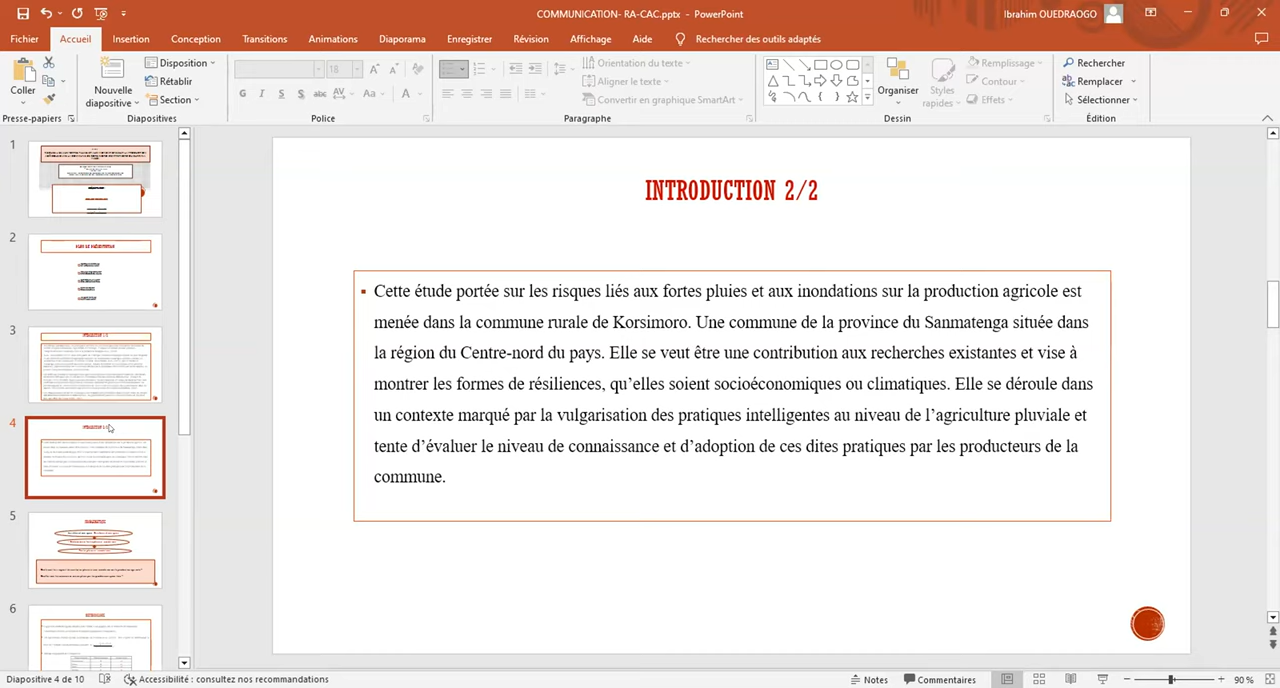 COMMUNICATION- RA-CAC.pptx - PowerPoint
Ibrahim OUEDRAOGO
Fichier Accueil Insertion Conception Transitions Animations Diaporama Enregistrer Révision Affichage Aide Rechercher des outils adaptés
Coller
Nouvelle diapositive
Disposition
Rétablir
Section
18
Orientation du texte
Aligner le texte
Convertir en graphique SmartArt
Organiser
Styles rapides
Remplissage
Contour
Effets
Rechercher
Remplacer
Sélectionner
Presse-papiers Diapositives Police Paragraphe Dessin Édition
1
2
3
4
5
6
INTRODUCTION 2/2
Cette étude portée sur les risques liés aux fortes pluies et aux inondations sur la production agricole est
menée dans la commune rurale de Korsimoro. Une commune de la province du Sanmatenga située dans
la région du Centre-nord du pays. Elle se veut être une contribution aux recherches existantes et vise à
montrer les formes de résiliences, qu'elles soient socioéconomiques ou climatiques. Elle se déroule dans
un contexte marqué par la vulgarisation des pratiques intelligentes au niveau de l'agriculture pluviale et
tente d'évaluer le niveau de connaissance et d'adoption de certaines pratiques par les producteurs de la
commune.
Diapositive 4 de 10 Accessibilité : consultez nos recommandations Notes Commentaires 90 %